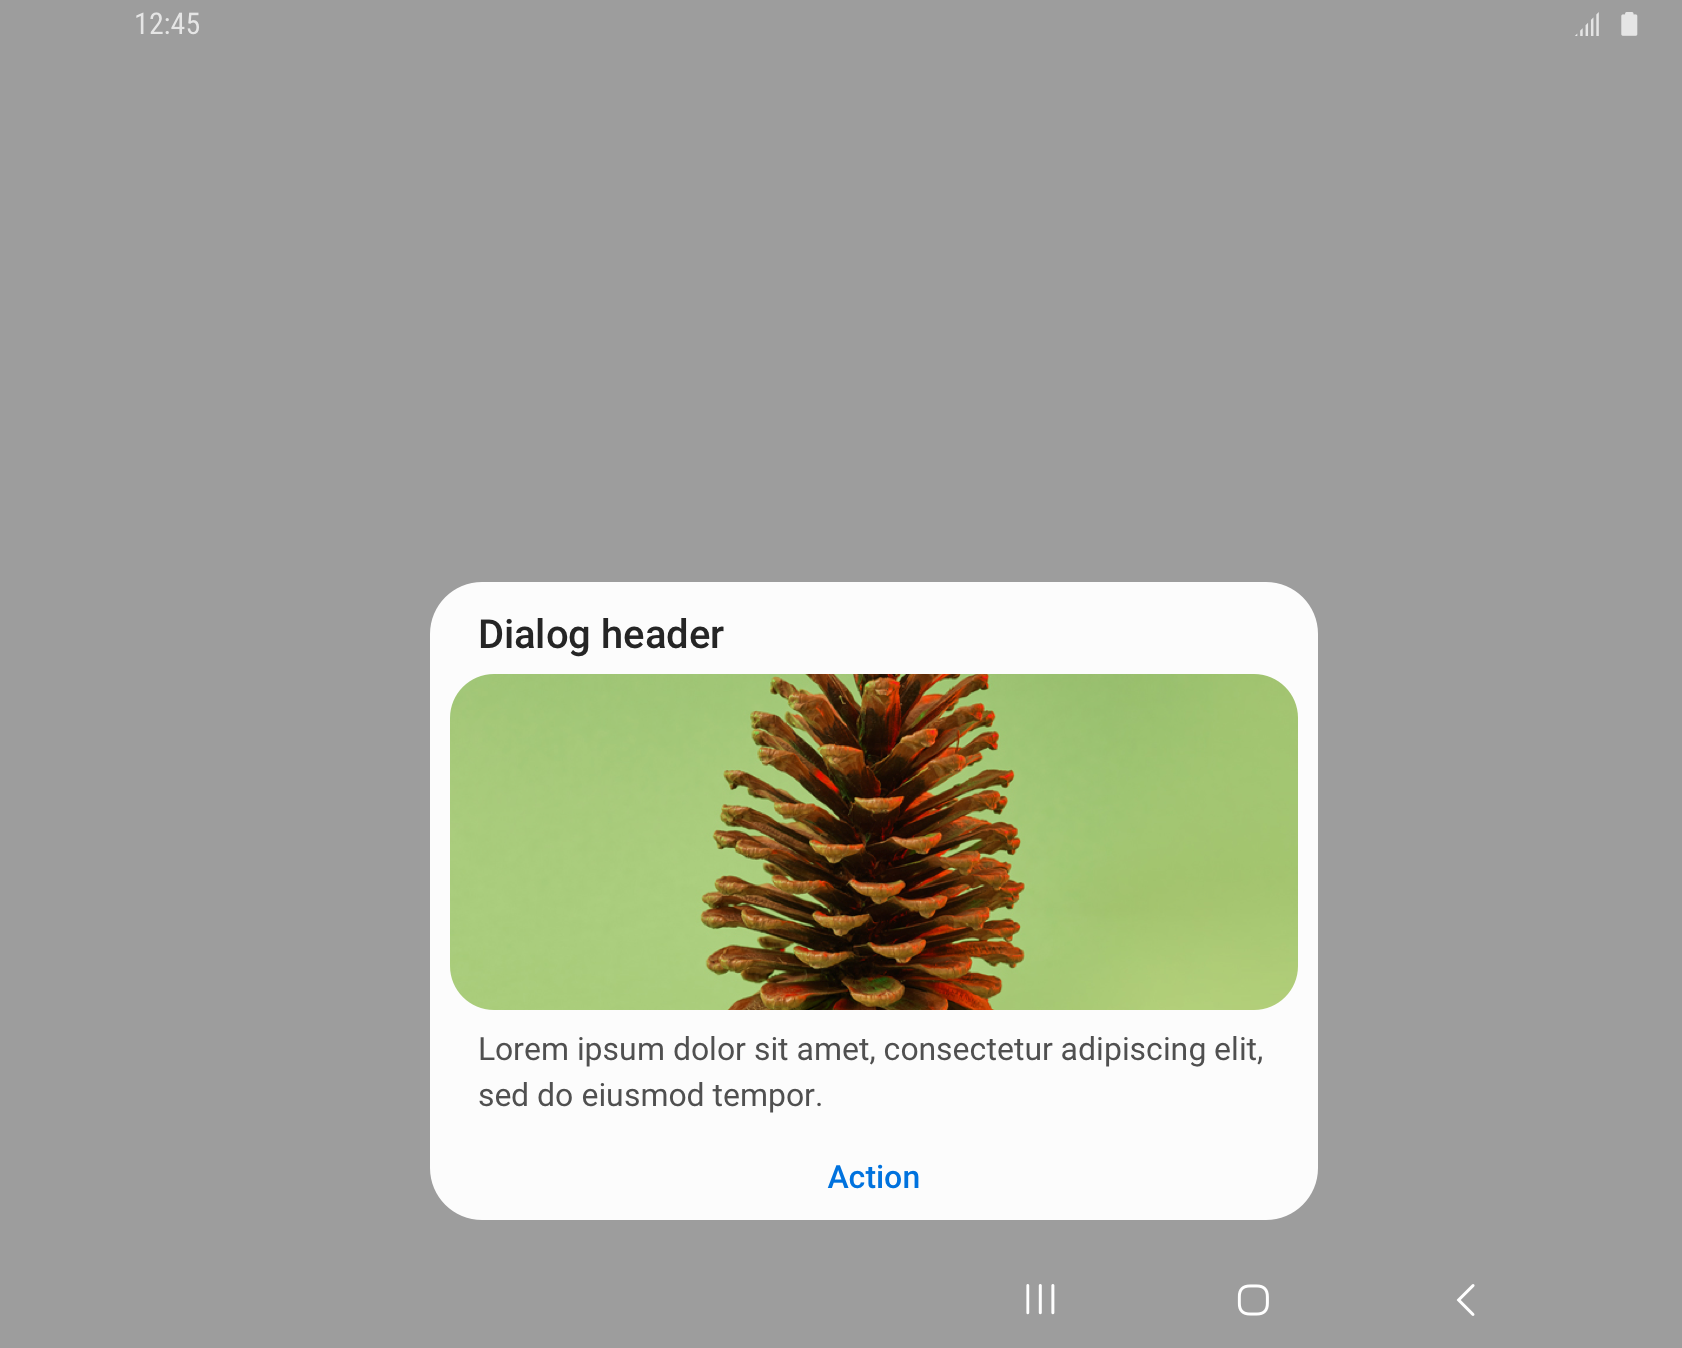 12:45
Dialog header
Lorem ipsum dolor sit amet, consectetur adipiscing elit,
sed do eiusmod tempor.
Action